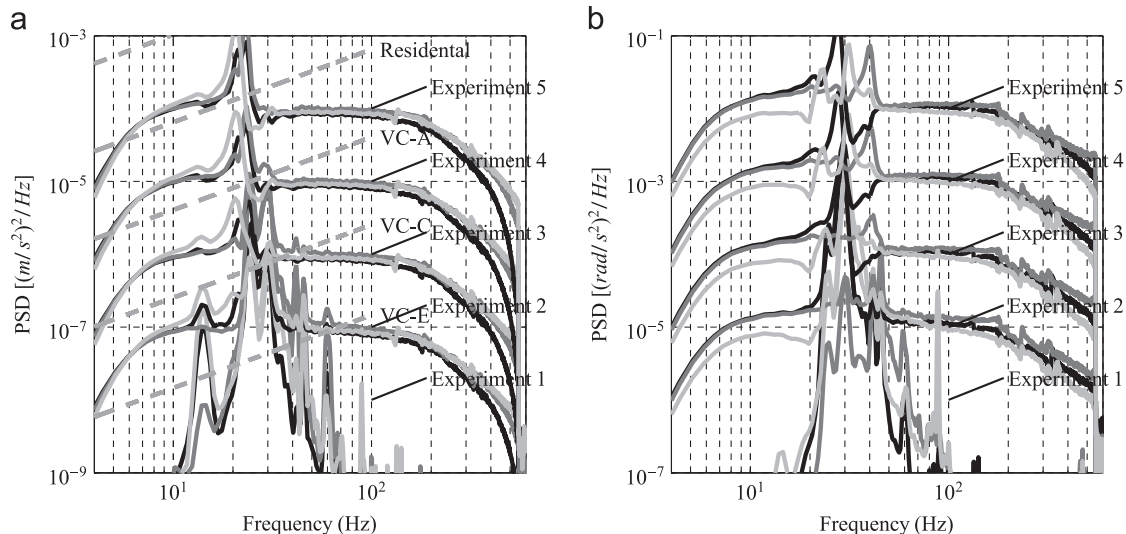 a
b
10^-3
10^-5
10^-7
10^-9
PSD [(m/s^2)^2/Hz]
Residental
Experiment 5
VC-A
Experiment 4
VC-C
Experiment 3
Experiment 2
VC-E
Experiment 1
10^1
10^2
Frequency (Hz)
10^-1
10^-3
10^-5
10^-7
PSD [(rad/s^2)^2/Hz]
Experiment 5
Experiment 4
Experiment 3
Experiment 2
Experiment 1
10^1
10^2
Frequency (Hz)